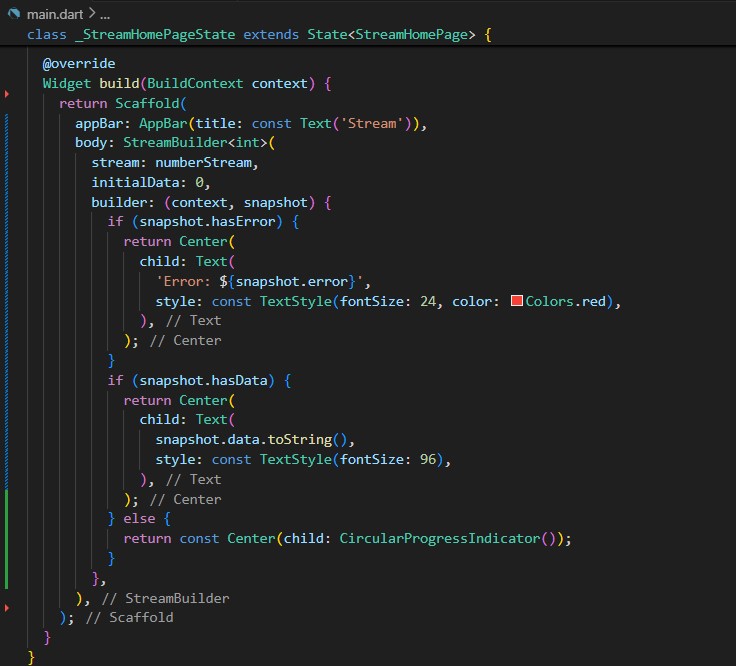 main.dart > ...
class _StreamHomePageState extends State<StreamHomePage> {
@override
Widget build(BuildContext context) {
return Scaffold(
appBar: AppBar(title: const Text('Stream')),
body: StreamBuilder<int>(
stream: numberStream,
initialData: 0,
builder: (context, snapshot) {
if (snapshot.hasError) {
return Center(
child: Text(
'Error: ${snapshot.error}',
style: const TextStyle(fontSize: 24, color: Colors.red),
), // Text
); // Center
}
if (snapshot.hasData) {
return Center(
child: Text(
snapshot.data.toString(),
style: const TextStyle(fontSize: 96),
), // Text
); // Center
} else {
return const Center(child: CircularProgressIndicator());
}
},
), // StreamBuilder
); // Scaffold
}
}